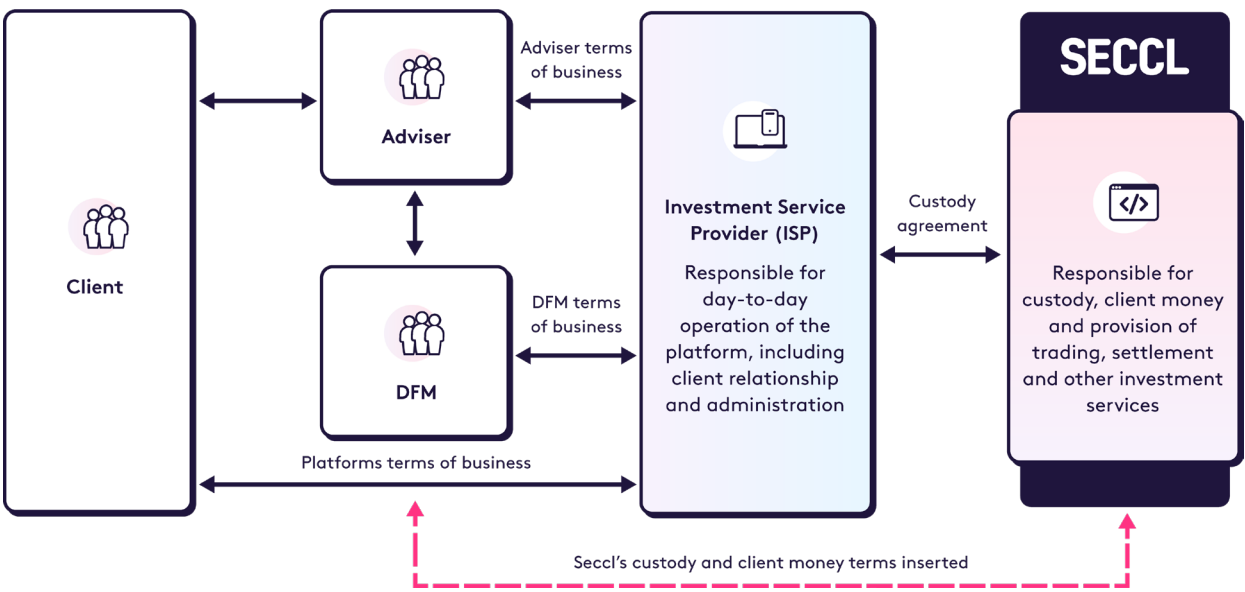 Client
Adviser
Adviser terms
of business
DFM
DFM terms
of business
Platforms terms of business
Investment Service
Provider (ISP)
Responsible for
day-to-day
operation of the
platform, including
client relationship
and administration
Custody
agreement
SECCL
</>
Responsible for
custody, client money
and provision of
trading, settlement
and other investment
services
Seccl's custody and client money terms inserted